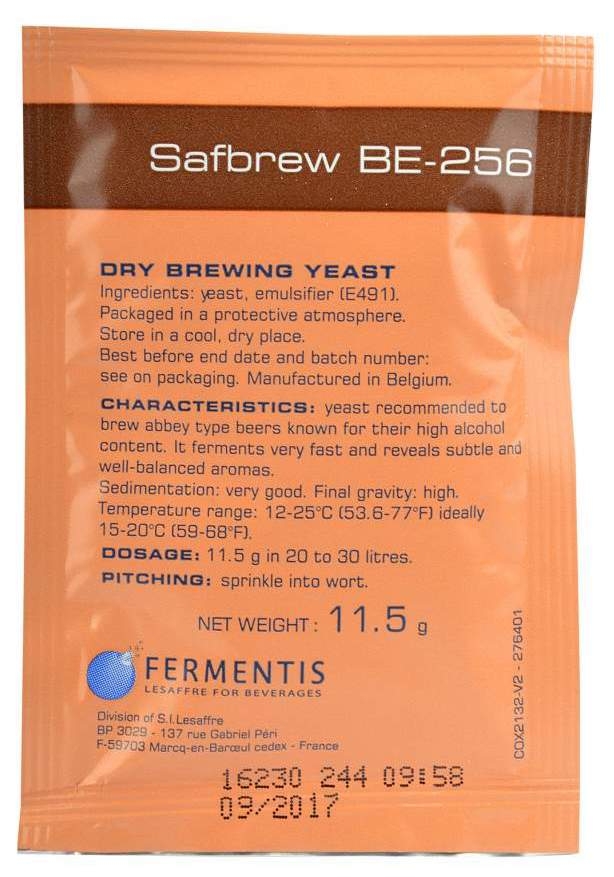 Safbrew BE-256
DRY BREWING YEAST
Ingredients: yeast, emulsifier (E491).
Packaged in a protective atmosphere.
Store in a cool, dry place.
Best before end date and batch number:
see on packaging. Manufactured in Belgium.
CHARACTERISTICS: yeast recommended to
brew abbey type beers known for their high alcohol
content. It ferments very fast and reveals subtle and
well-balanced aromas.
Sedimentation: very good. Final gravity: high.
Temperature range: 12-25°C (53.6-77°F) ideally
15-20°C (59-68°F).
DOSAGE: 11.5 g in 20 to 30 litres.
PITCHING: sprinkle into wort.
NET WEIGHT: 11.5 g
FERMENTIS
LESAFFRE FOR BEVERAGES
Division of S.I.Lesaffre
BP 3029 - 137 rue Gabriel Péri
F-59703 Marcq-en-Barœul cedex - France
COX2132-V2 - 276401
16230 244 09:58
09/2017